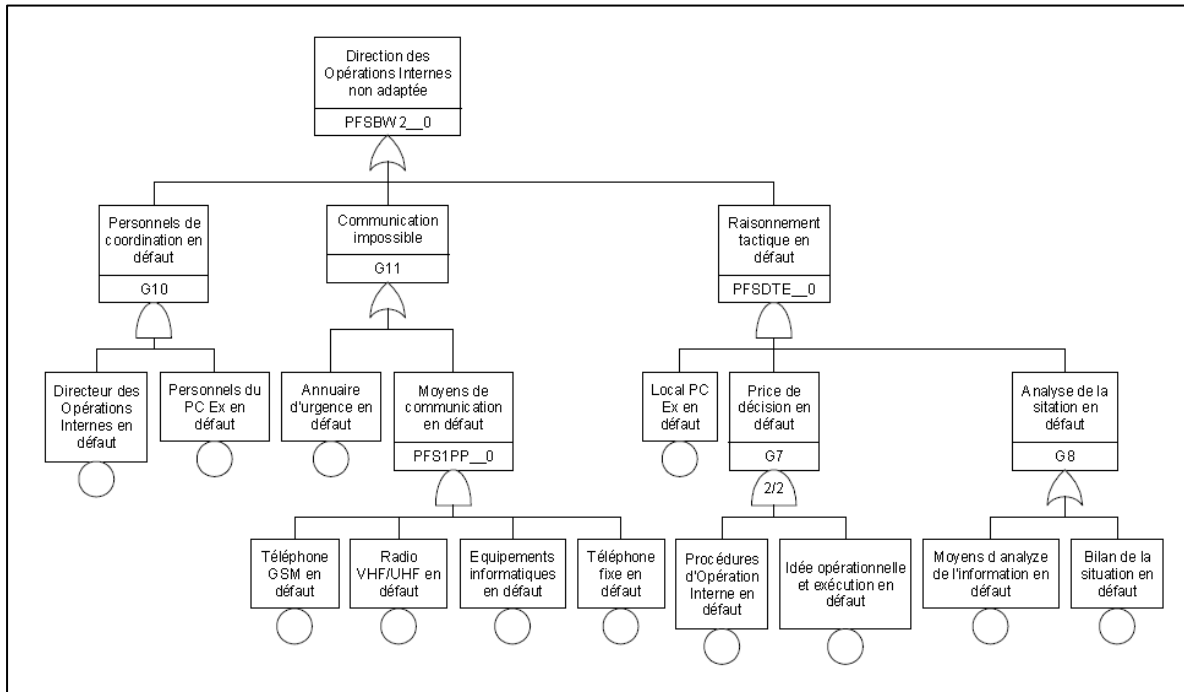 Direction des
Opérations Internes
non adaptée
PFSBW2__0
Personnels de
coordination en
défaut
G10
Communication
impossible
G11
Raisonnement
tactique en
défaut
PFSDTE__0
Directeur des
Opérations
Internes en
défaut
Personnels du
PC Ex en
défaut
Annuaire
d'urgence en
défaut
Moyens de
communication
en défaut
PFS1PP__0
Local PC
Ex en
défaut
Price de
décision en
défaut
G7
2/2
Analyse de la
sitation en
défaut
G8
Téléphone
GSM en
défaut
Radio
VHF/UHF en
défaut
Equipements
informatiques
en défaut
Téléphone
fixe en
défaut
Procédures
d'Opération
Interne en
défaut
Idée opérationnelle
et exécution en
défaut
Moyens d analyze
de l'information en
défaut
Bilan de la
situation en
défaut